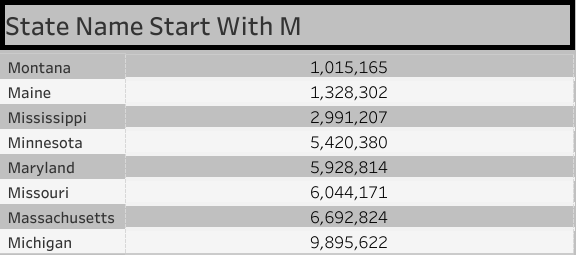 State Name Start With M
Montana 1,015,165
Maine 1,328,302
Mississippi 2,991,207
Minnesota 5,420,380
Maryland 5,928,814
Missouri 6,044,171
Massachusetts 6,692,824
Michigan 9,895,622